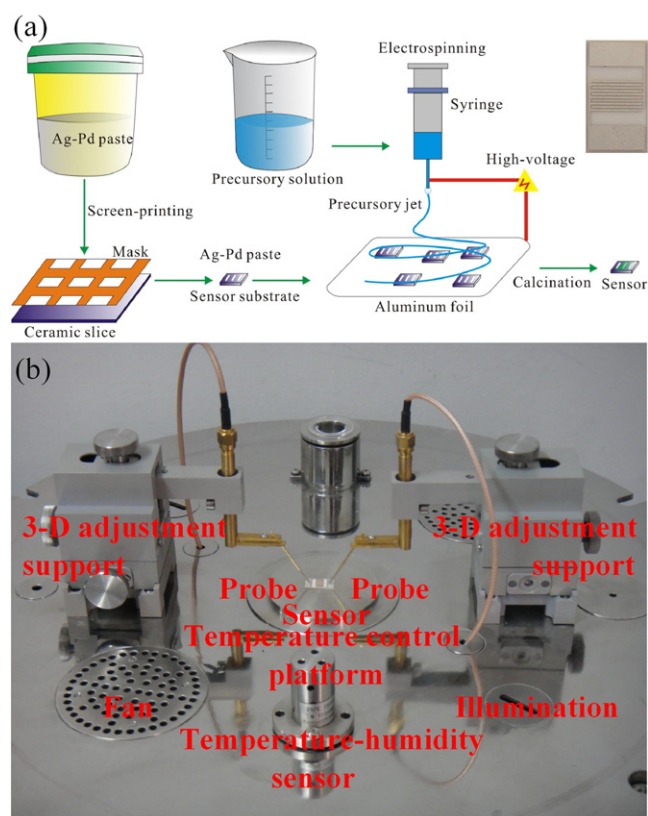 (a)
Electrospinning
Syringe
Ag-Pd paste
High-voltage
Precursory solution
Precursory jet
Screen-printing
Mask
Ag-Pd paste
Sensor substrate
Calcination
Sensor
Aluminum foil
Ceramic slice
(b)
3-D adjustment
support
3-D adjustment
support
Probe
Probe
Sensor
Temperature control
platform
Fan
Illumination
Temperature-humidity
sensor